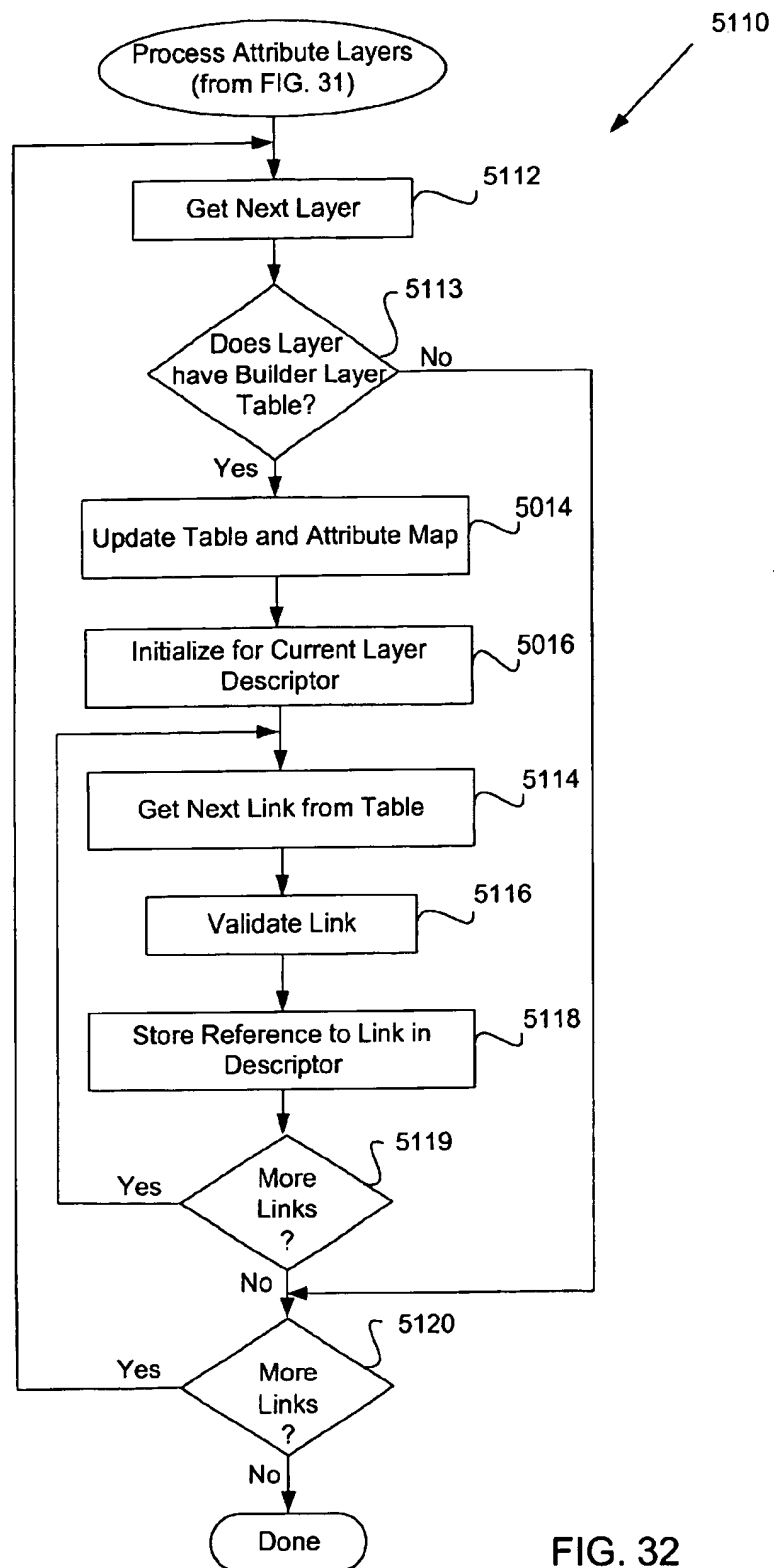 5110
Process Attribute Layers
(from FIG. 31)
5112
Get Next Layer
5113
Does Layer
have Builder Layer
Table?
No
Yes
5014
Update Table and Attribute Map
5016
Initialize for Current Layer
Descriptor
5114
Get Next Link from Table
5116
Validate Link
5118
Store Reference to Link in
Descriptor
5119
Yes
More
Links
?
No
5120
Yes
More
Links
?
No
Done
FIG. 32